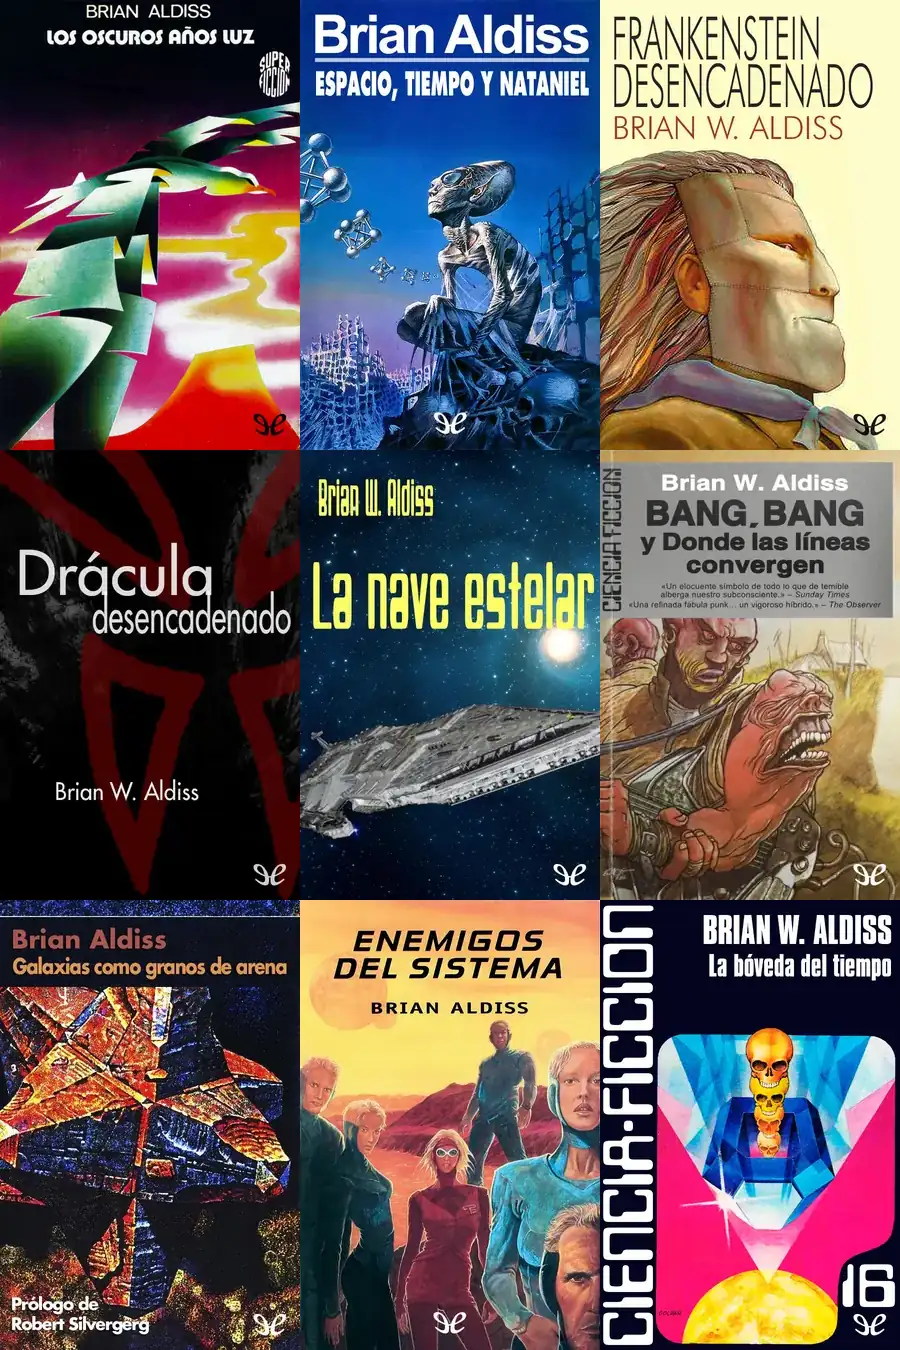 BRIAN ALDISS
LOS OSCUROS AÑOS LUZ
SUPER
FICCION
Brian Aldiss
ESPACIO, TIEMPO Y NATANIEL
FRANKENSTEIN
DESENCADENADO
BRIAN W. ALDISS
Drácula
desencadenado
Brian W. Aldiss
Brian W. Aldiss
La nave estelar
CIENCIA FICCION
Brian W. Aldiss
BANG, BANG
y Donde las líneas
convergen
«Un elocuente símbolo de todo lo que de temible
alberga nuestro subconsciente.» – Sunday Times
«Una refinada fábula punk... un vigoroso híbrido.» – The Observer
Brian Aldiss
Galaxias como granos de arena
Prólogo de
Robert Silvergerg
ENEMIGOS
DEL SISTEMA
BRIAN ALDISS
CIENCIA-FICCION
BRIAN W. ALDISS
La bóveda del tiempo
16